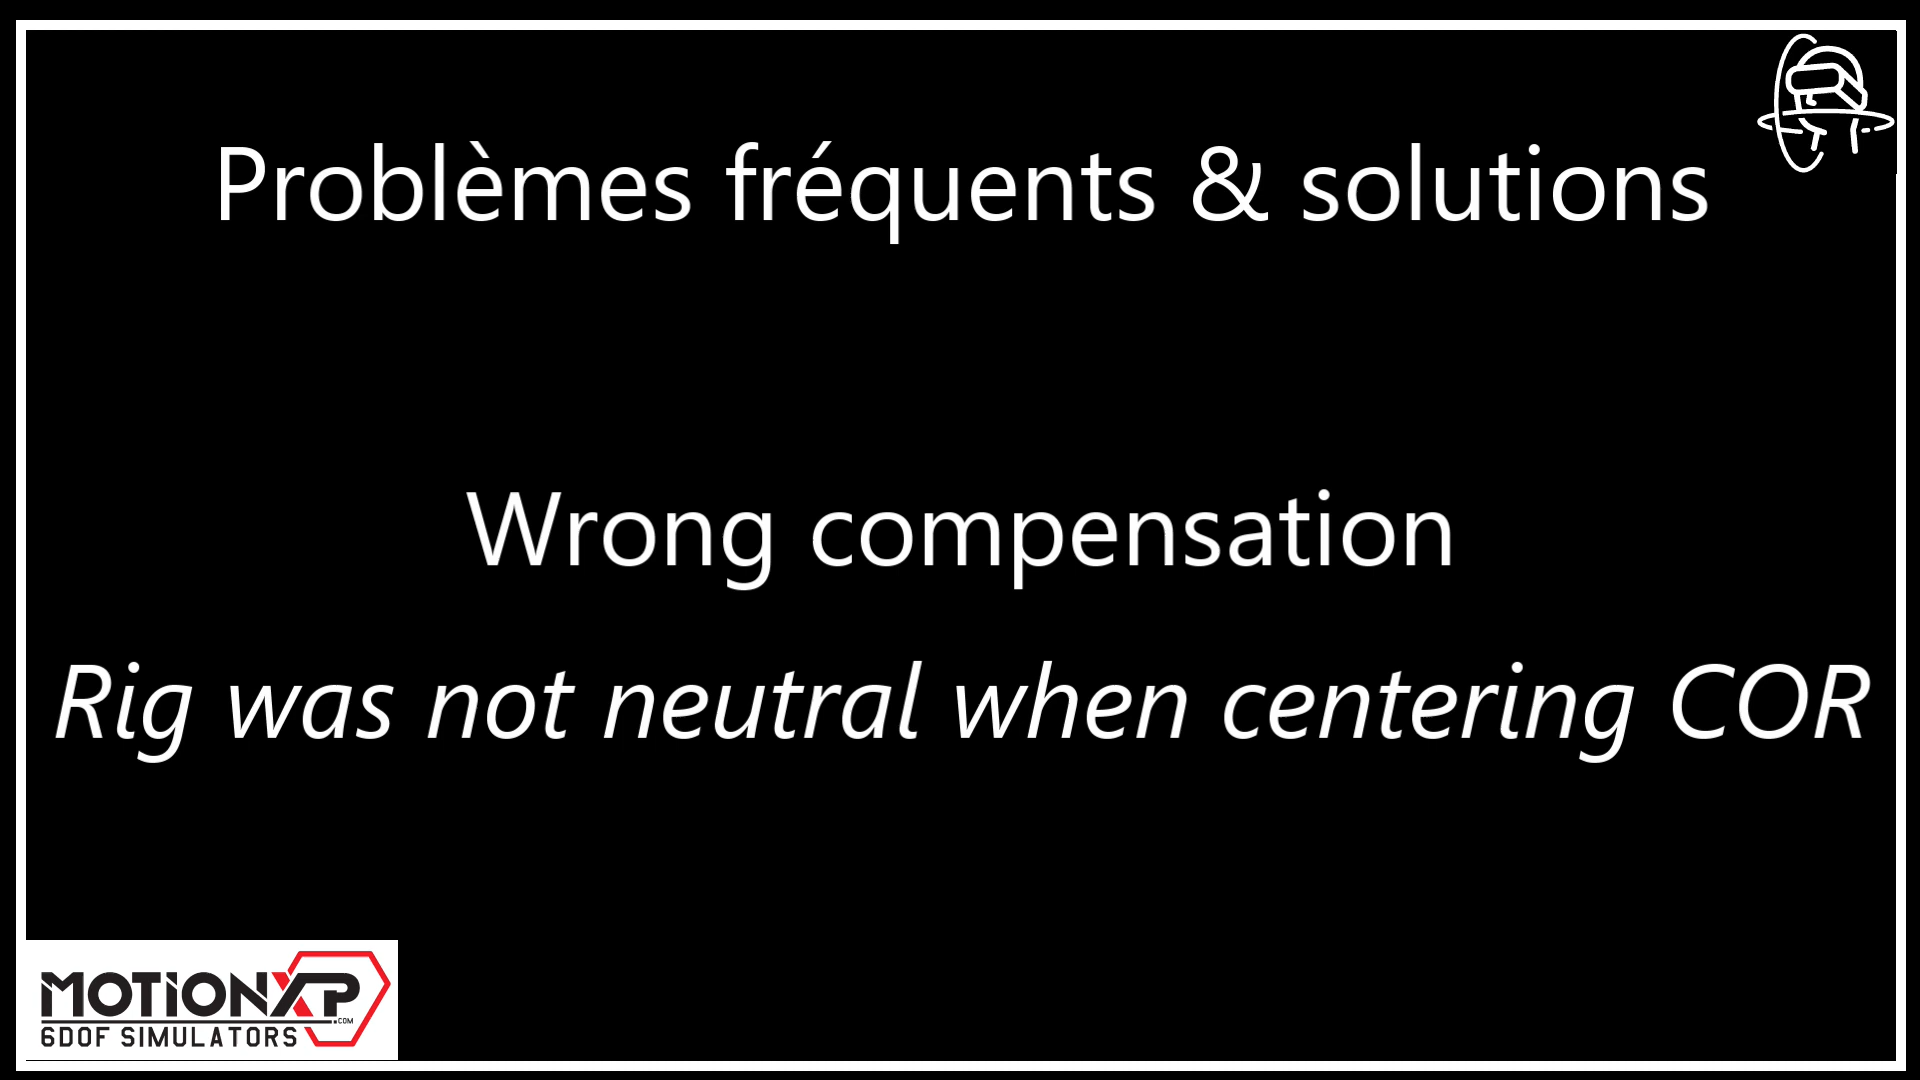 Problèmes fréquents & solutions
Wrong compensation
Rig was not neutral when centering COR
MOTIONXP
.COM
6DOF SIMULATORS